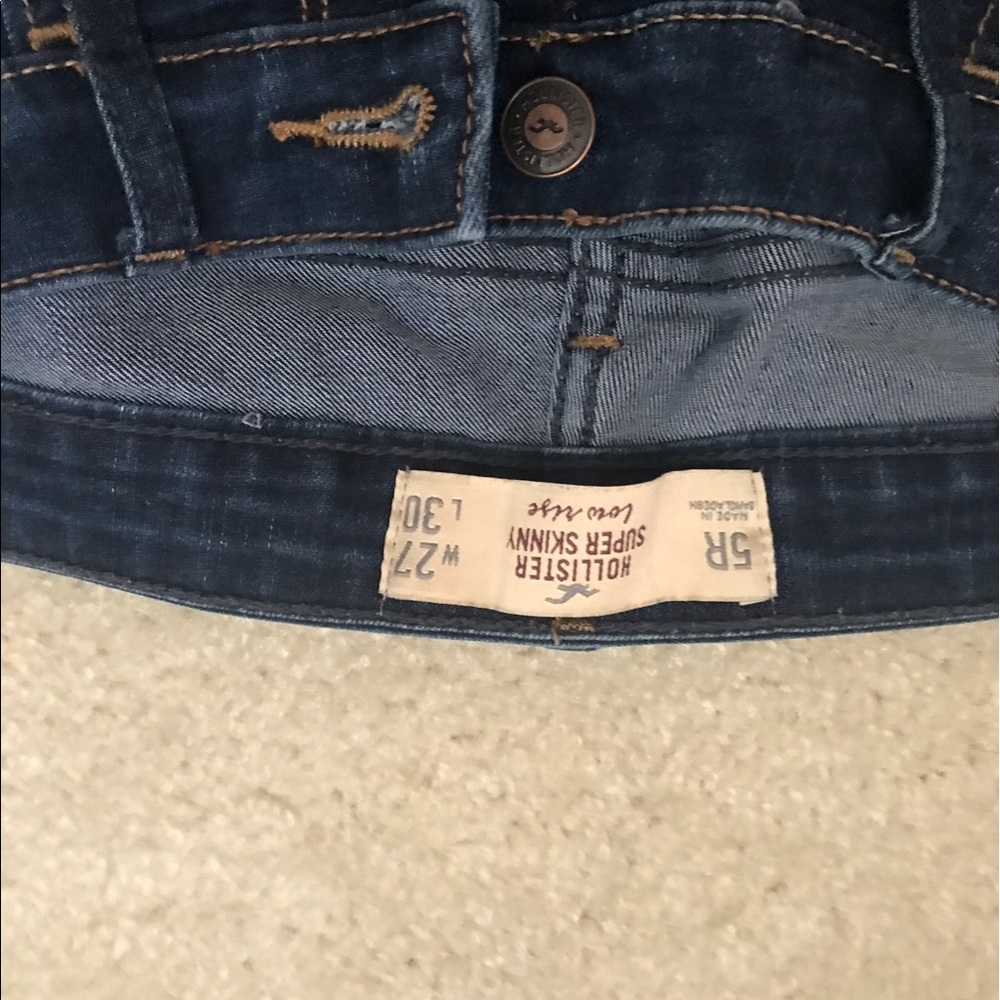 5R
MADE IN
BANGLADESH
HOLLISTER
SUPER SKINNY
low rise
W 27
L 30